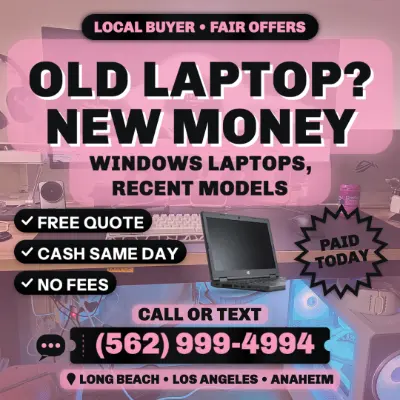 LOCAL BUYER • FAIR OFFERS
OLD LAPTOP?
NEW MONEY
WINDOWS LAPTOPS,
RECENT MODELS
FREE QUOTE
CASH SAME DAY
NO FEES
PAID
TODAY
CALL OR TEXT
(562) 999-4994
LONG BEACH • LOS ANGELES • ANAHEIM